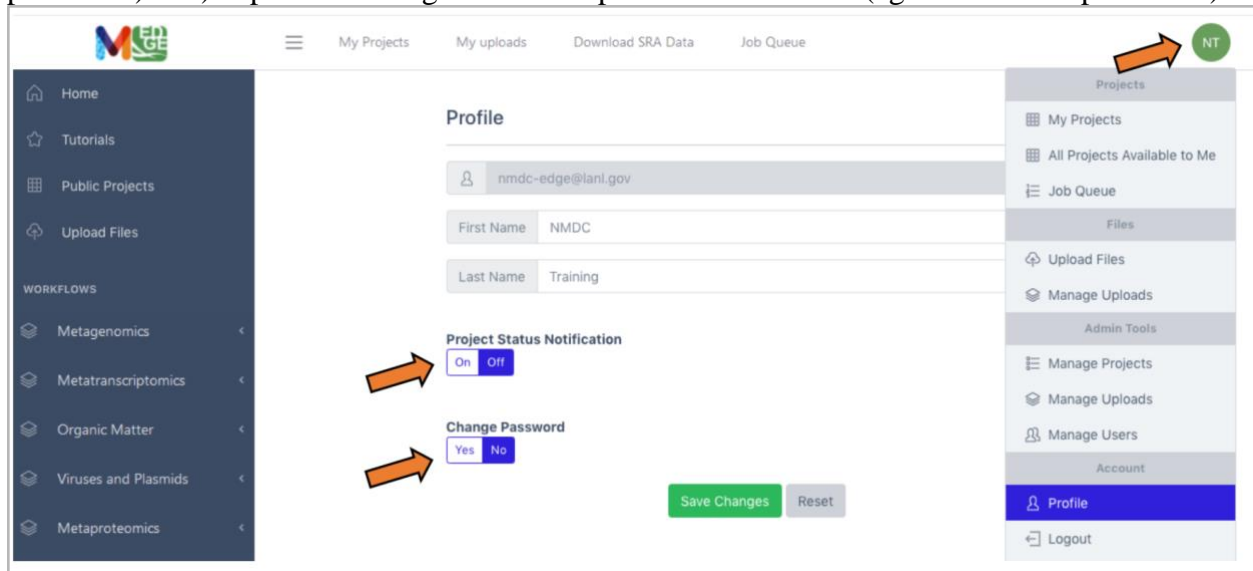 M EDGE
My Projects My uploads Download SRA Data Job Queue
NT
Home
Tutorials
Public Projects
Upload Files
WORKFLOWS
Metagenomics
Metatranscriptomics
Organic Matter
Viruses and Plasmids
Metaproteomics
Profile
nmdc-edge@lanl.gov
First Name NMDC
Last Name Training
Project Status Notification
On Off
Change Password
Yes No
Save Changes Reset
Projects
My Projects
All Projects Available to Me
Job Queue
Files
Upload Files
Manage Uploads
Admin Tools
Manage Projects
Manage Uploads
Manage Users
Account
Profile
Logout